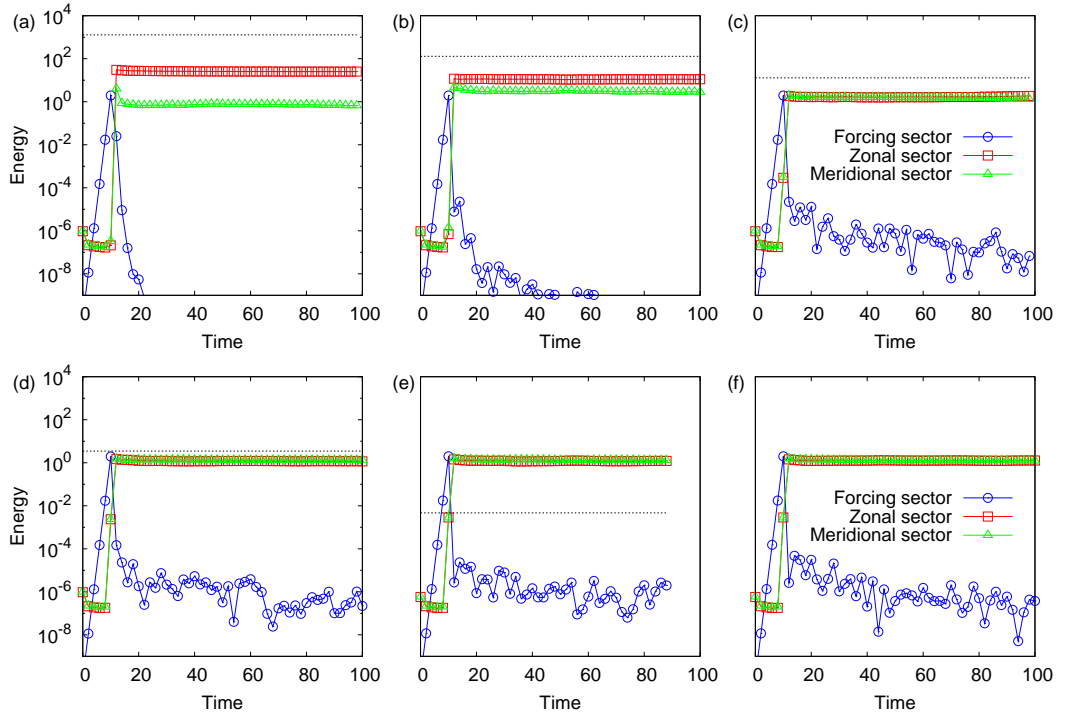 (a) (b) (c)
10^4
10^2
10^0
10^-2
10^-4
10^-6
10^-8
Energy
Forcing sector
Zonal sector
Meridional sector
0 20 40 60 80 100 0 20 40 60 80 100 0 20 40 60 80 100
Time Time Time
(d) (e) (f)
10^4
10^2
10^0
10^-2
10^-4
10^-6
10^-8
Energy
Forcing sector
Zonal sector
Meridional sector
0 20 40 60 80 100 0 20 40 60 80 100 0 20 40 60 80 100
Time Time Time